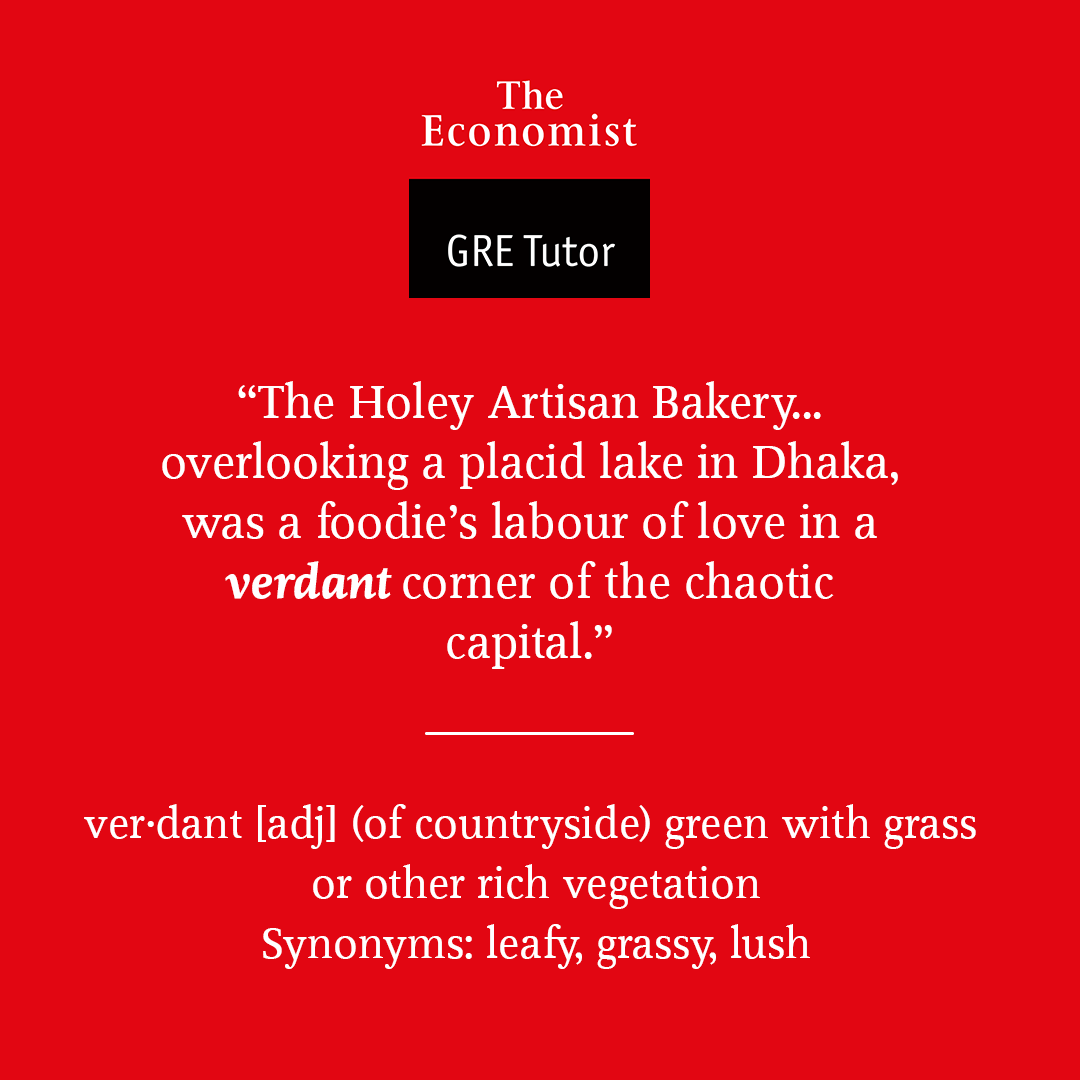 The
Economist
GRE Tutor
“The Holey Artisan Bakery...
overlooking a placid lake in Dhaka,
was a foodie’s labour of love in a
verdant corner of the chaotic
capital.”
ver·dant [adj] (of countryside) green with grass
or other rich vegetation
Synonyms: leafy, grassy, lush